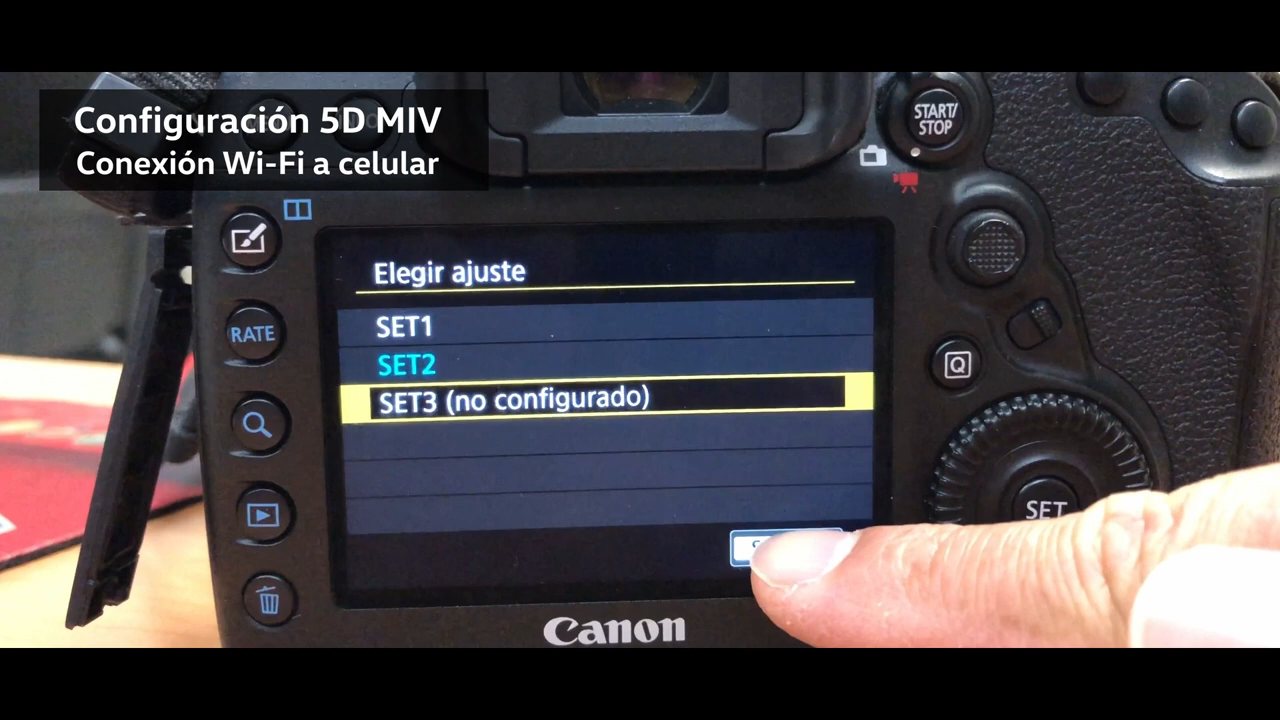 Configuración 5D MIV
Conexión Wi-Fi a celular
START/
STOP
RATE
Elegir ajuste
SET1
SET2
SET3 (no configurado)
Q
SET
Canon